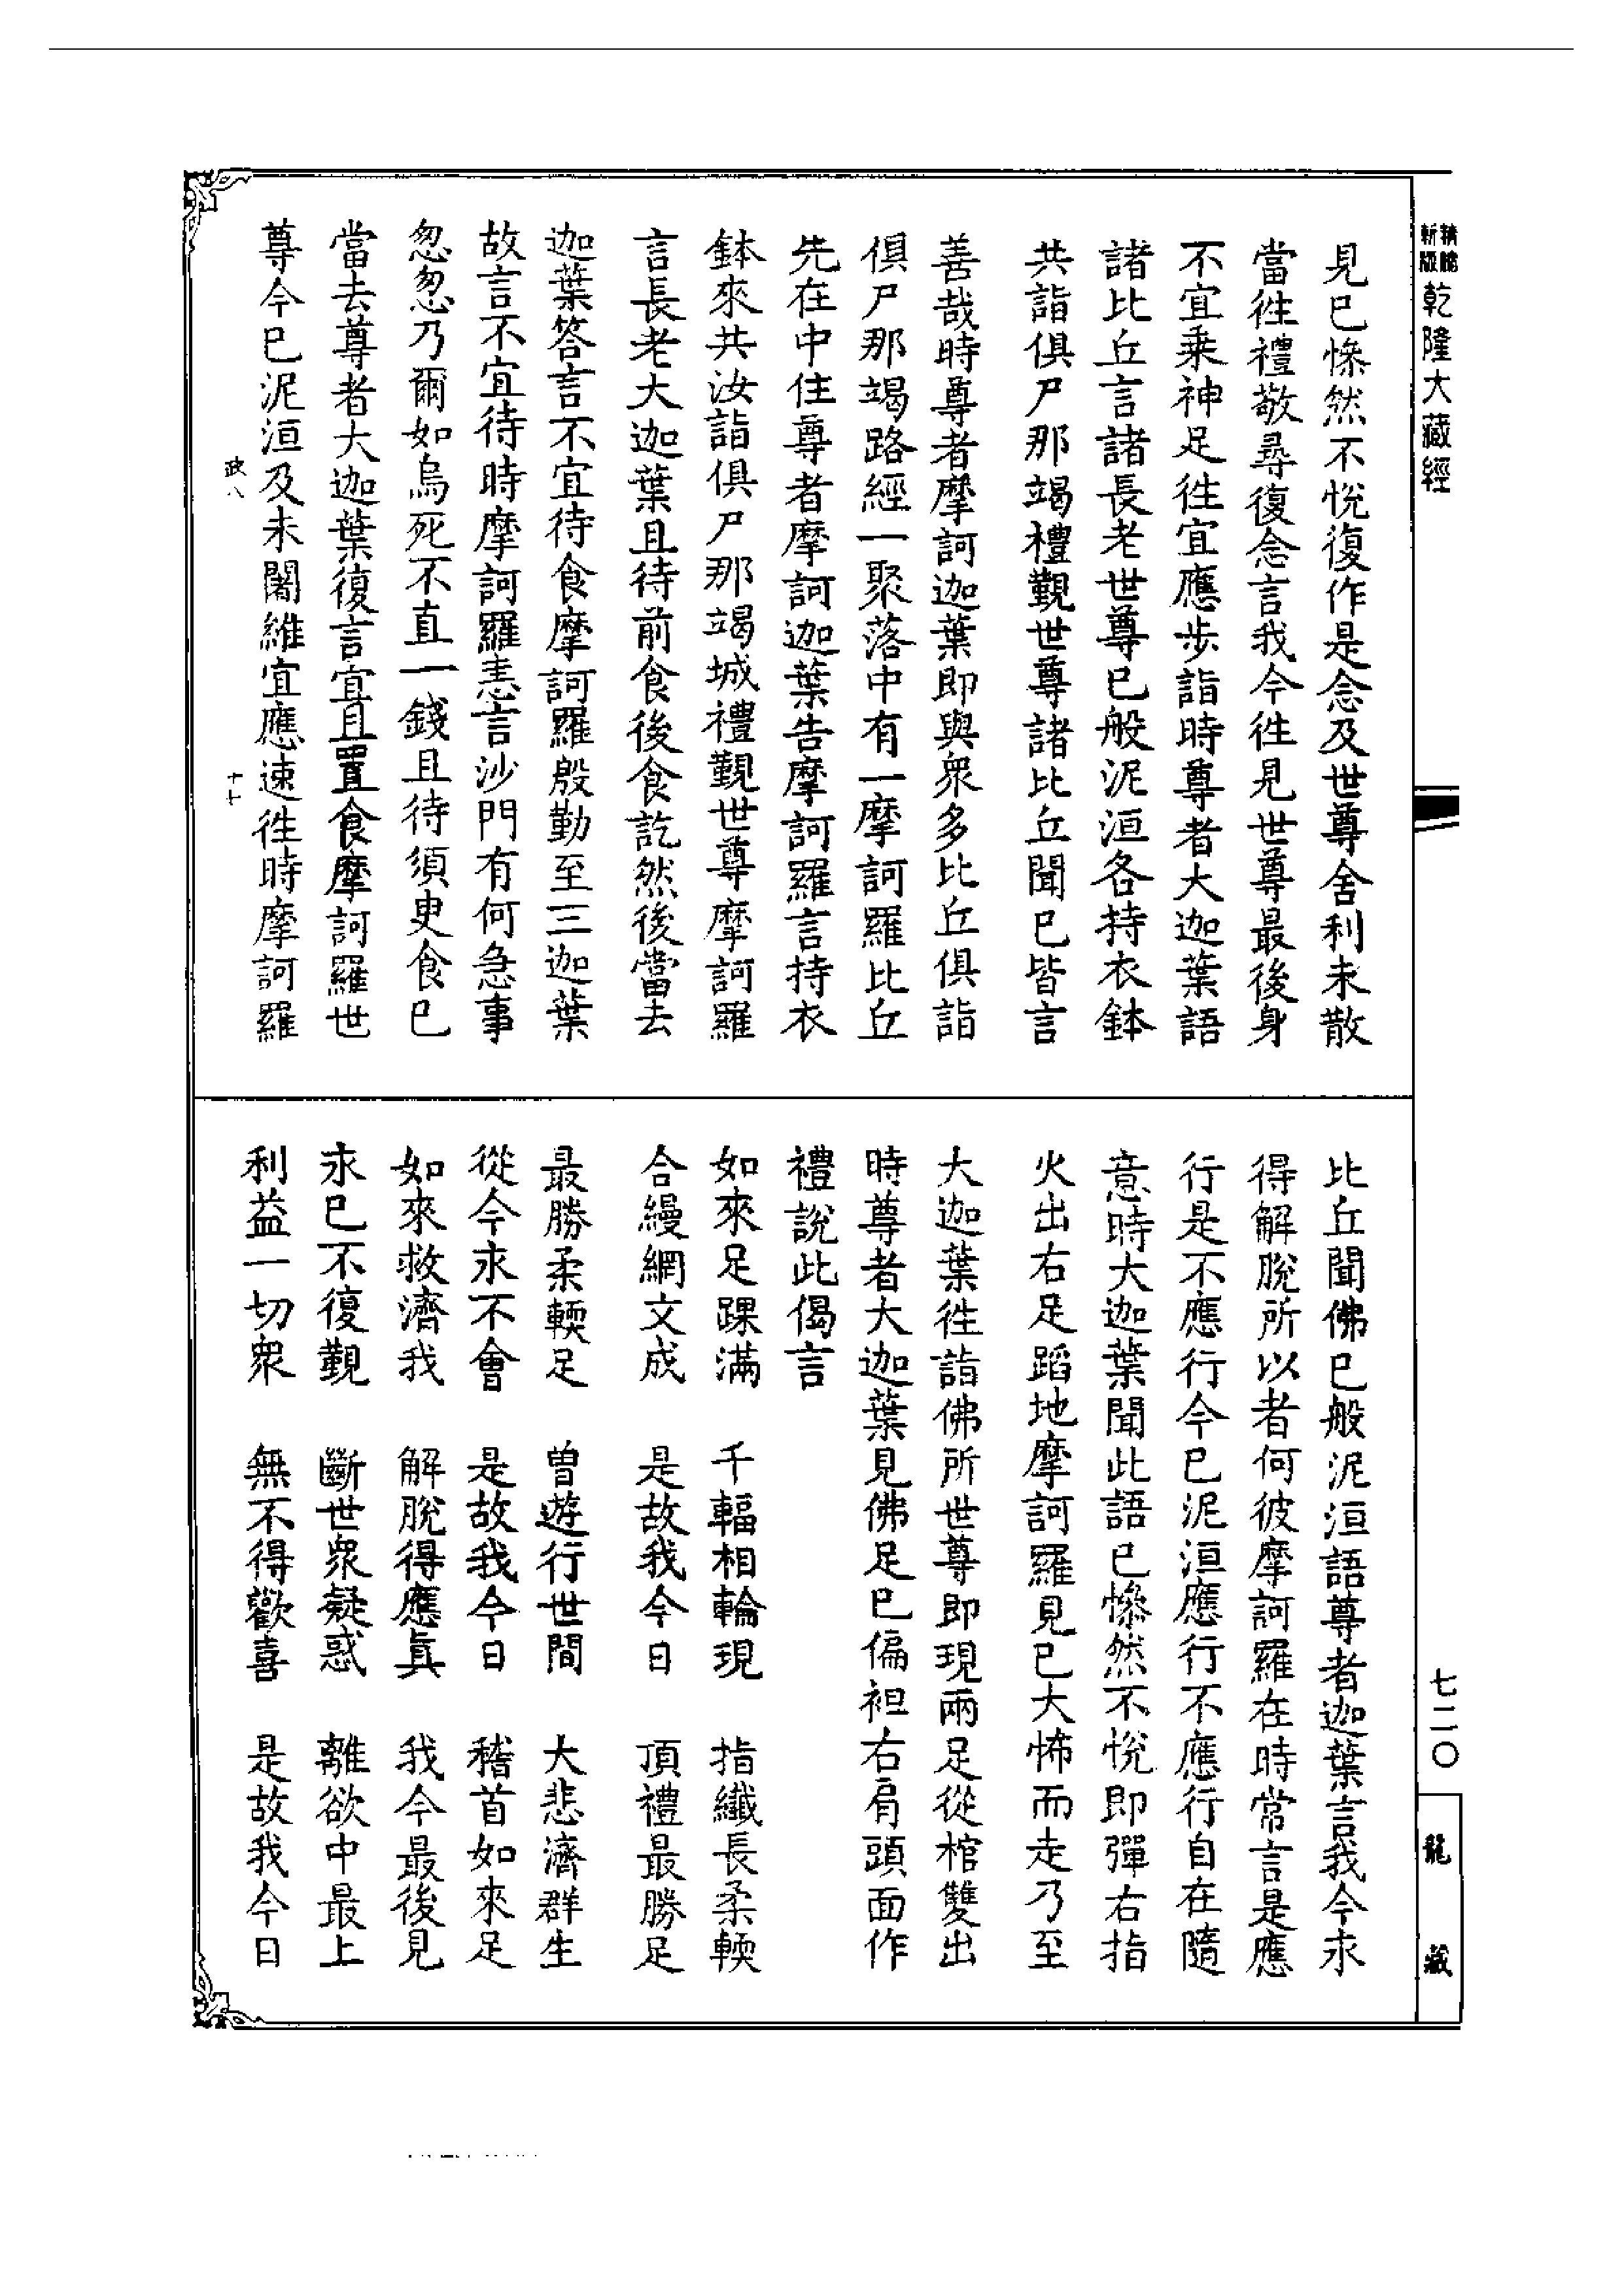 精縮新版乾隆大藏經
七二〇
龍藏
見巳慘然不悅復作是念及世尊舍利未散
當徃禮敬尋復念言我今徃見世尊最後身
不宜乘神足徃宜應步詣時尊者大迦葉語
諸比丘言諸長老世尊巳般泥洹各持衣鉢
共詣俱尸那竭禮覲世尊諸比丘聞巳皆言
善哉時尊者摩訶迦葉即與衆多比丘俱詣
俱尸那竭路經一聚落中有一摩訶羅比丘
先在中住尊者摩訶迦葉告摩訶羅言持衣
鉢來共汝詣俱尸那竭城禮覲世尊摩訶羅
言長老大迦葉且待前食後食訖然後當去
迦葉答言不宜待食摩訶羅殷勤至三迦葉
故言不宜待時摩訶羅恚言沙門有何急事
怱怱乃爾如烏死不直一錢且待須臾食巳
當去尊者大迦葉復言宜且置食摩訶羅世
尊今巳泥洹及未闍維宜應速徃時摩訶羅
政八
十七
比丘聞佛巳般泥洹語尊者迦葉言我今永
得解脫所以者何彼摩訶羅在時常言是應
行是不應行今巳泥洹應行不應行自在隨
意時大迦葉聞此語巳慘然不悅即彈右指
火出右足蹈地摩訶羅見巳大怖而走乃至
大迦葉徃詣佛所世尊即現兩足從棺雙出
時尊者大迦葉見佛足巳偏袒右肩頭面作
禮說此偈言
如來足踝滿　千輻相輪現　指纖長柔輭
合縵網文成　是故我今日　頂禮最勝足
最勝柔輭足　曾遊行世間　大悲濟群生
從今永不會　是故我今日　稽首如來足
如來救濟我　解脫得應眞　我今最後見
永巳不復覲　斷世衆疑惑　離欲中最上
利益一切衆　無不得歡喜　是故我今日